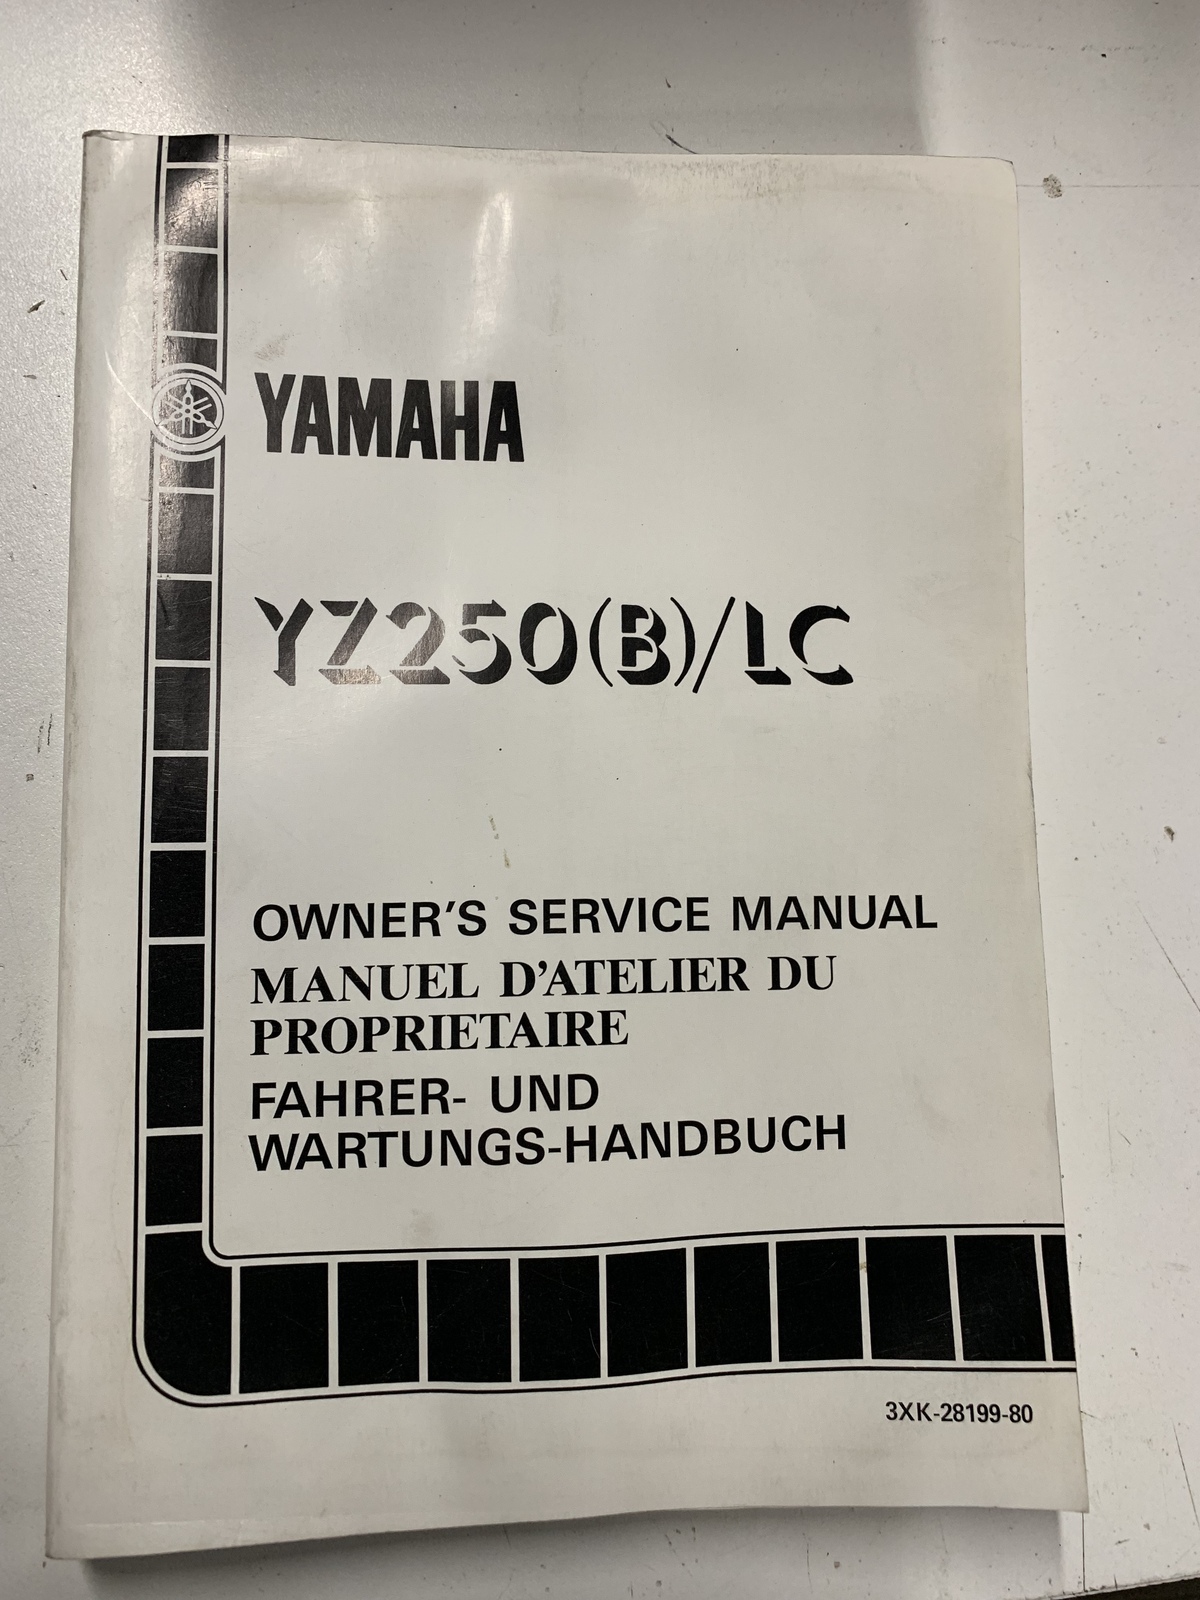 YAMAHA
YZ250(B)/LC
OWNER'S SERVICE MANUAL
MANUEL D'ATELIER DU
PROPRIETAIRE
FAHRER- UND
WARTUNGS-HANDBUCH
3XK-28199-80